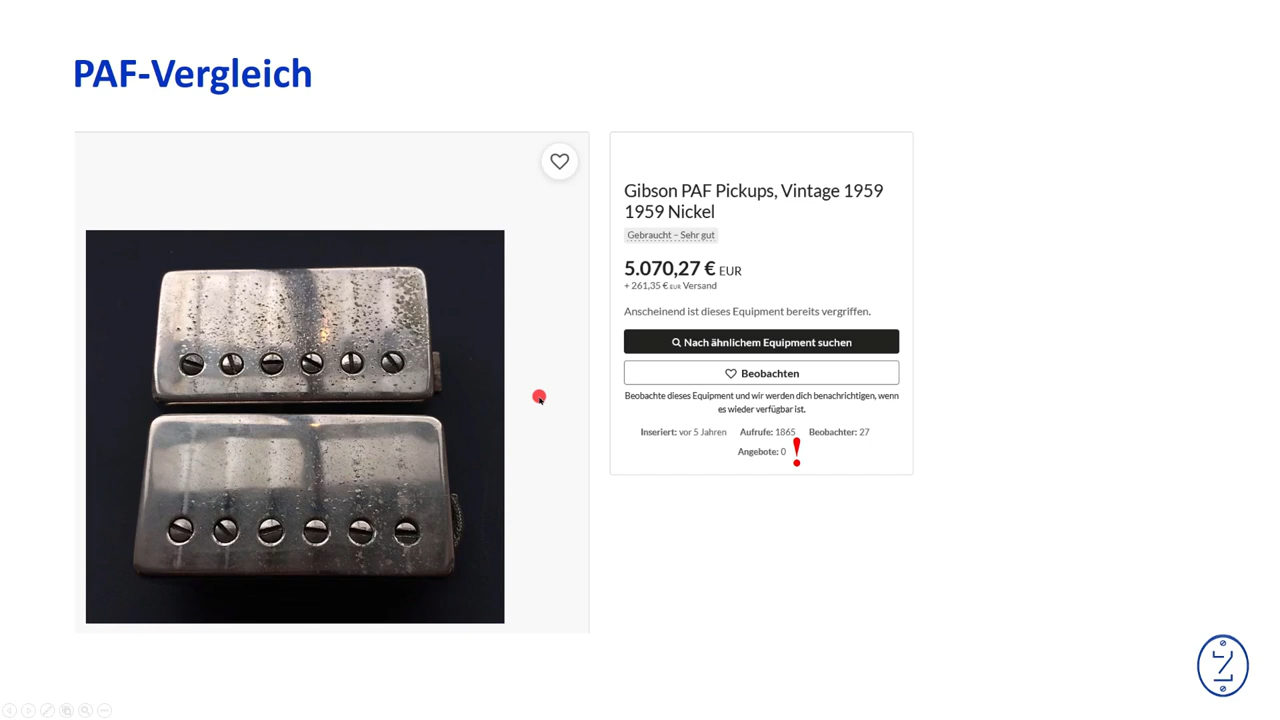 PAF-Vergleich
Gibson PAF Pickups, Vintage 1959
1959 Nickel
Gebraucht – Sehr gut
5.070,27 € EUR
+ 261,35 € EUR Versand
Anscheinend ist dieses Equipment bereits vergriffen.
Nach ähnlichem Equipment suchen
Beobachten
Beobachte dieses Equipment und wir werden dich benachrichtigen, wenn
es wieder verfügbar ist.
Inseriert: vor 5 Jahren Aufrufe: 1865 Beobachter: 27
Angebote: 0 !